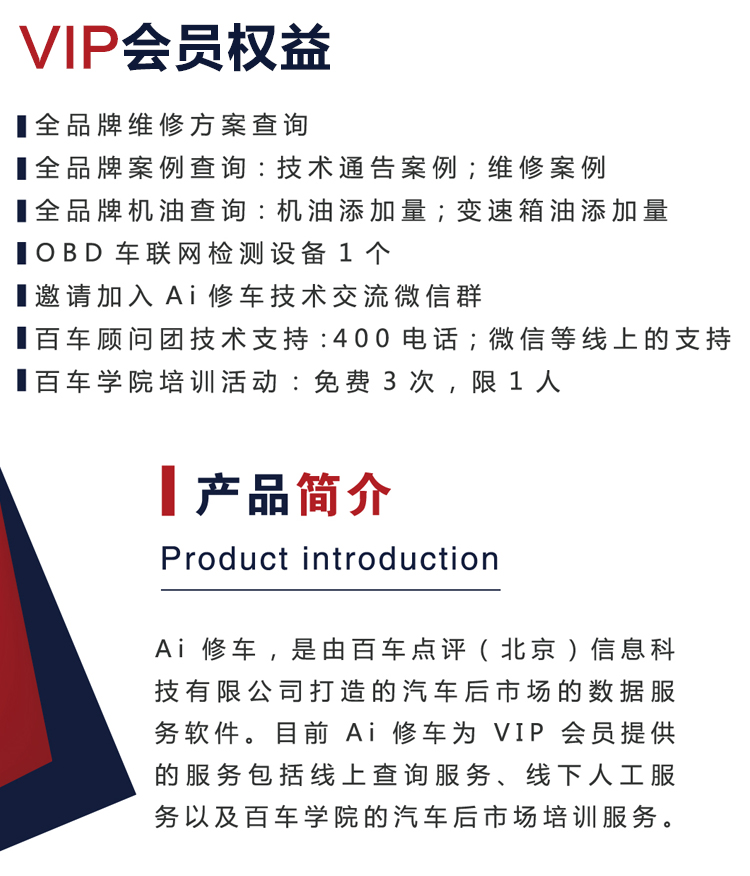 VIP会员权益
全品牌维修方案查询
全品牌案例查询:技术通告案例;维修案例
全品牌机油查询:机油添加量;变速箱油添加量
OBD车联网检测设备1个
邀请加入Ai修车技术交流微信群
百车顾问团技术支持:400电话;微信等线上的支持
百车学院培训活动:免费3次,限1人
产品简介
Product introduction
Ai 修车,是由百车点评(北京)信息科
技有限公司打造的汽车后市场的数据服
务软件。目前 Ai 修车为 VIP 会员提供
的服务包括线上查询服务、线下人工服
务以及百车学院的汽车后市场培训服务。